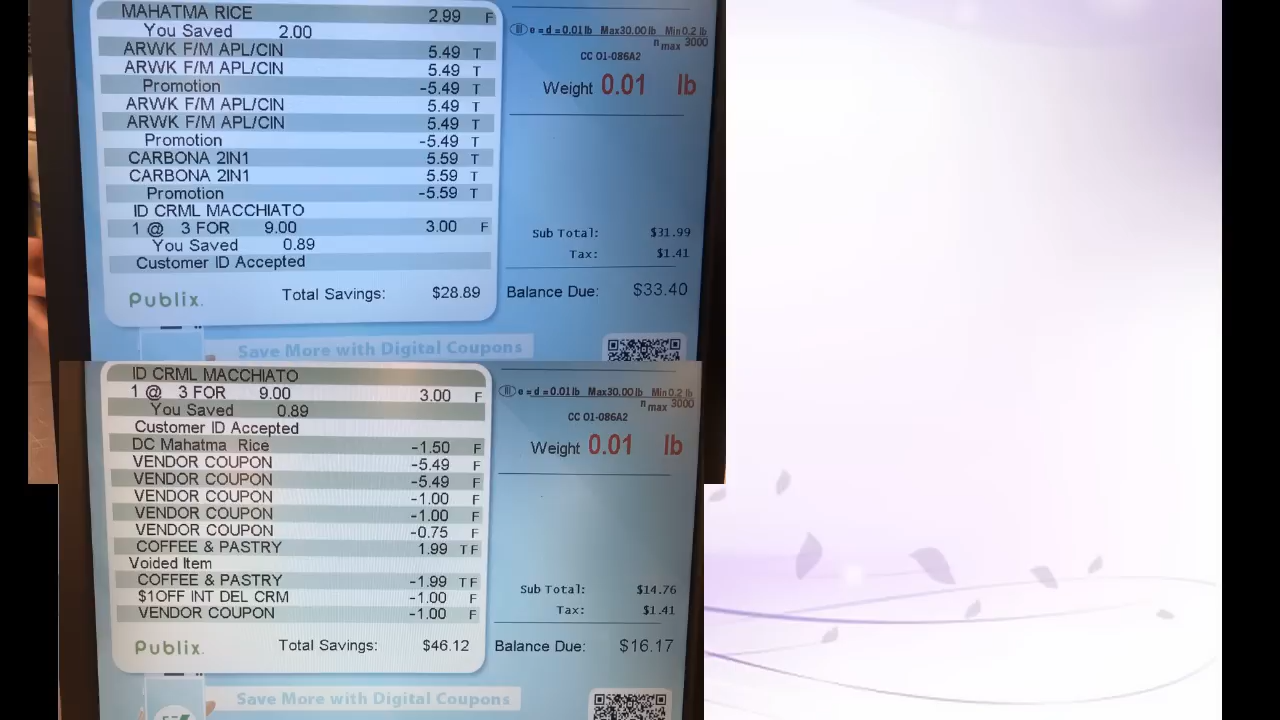 MAHATMA RICE 2.99 F
You Saved 2.00
ARWK F/M APL/CIN 5.49 T
ARWK F/M APL/CIN 5.49 T
Promotion -5.49 T
ARWK F/M APL/CIN 5.49 T
ARWK F/M APL/CIN 5.49 T
Promotion -5.49 T
CARBONA 2IN1 5.59 T
CARBONA 2IN1 5.59 T
Promotion -5.59 T
ID CRML MACCHIATO
1 @ 3 FOR 9.00 3.00 F
You Saved 0.89
Customer ID Accepted
Publix. Total Savings: $28.89
III e = d = 0.01 lb Max30.00 lb Min0.2 lb
n max 3000
CC 01-086A2
Weight 0.01 lb
Sub Total: $31.99
Tax: $1.41
Balance Due: $33.40
Save More with Digital Coupons
ID CRML MACCHIATO
1 @ 3 FOR 9.00 3.00 F
You Saved 0.89
Customer ID Accepted
DC Mahatma Rice -1.50 F
VENDOR COUPON -5.49 F
VENDOR COUPON -5.49 F
VENDOR COUPON -1.00 F
VENDOR COUPON -1.00 F
VENDOR COUPON -0.75 F
COFFEE & PASTRY 1.99 T F
Voided Item
COFFEE & PASTRY -1.99 T F
$1OFF INT DEL CRM -1.00 F
VENDOR COUPON -1.00 F
Publix. Total Savings: $46.12
III e = d = 0.01 lb Max30.00 lb Min0.2 lb
n max 3000
CC 01-086A2
Weight 0.01 lb
Sub Total: $14.76
Tax: $1.41
Balance Due: $16.17
Save More with Digital Coupons